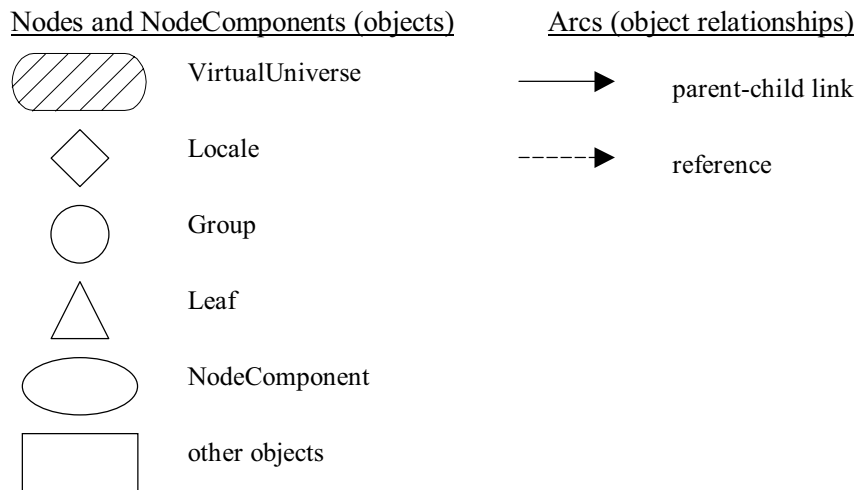 Nodes and NodeComponents (objects)
Arcs (object relationships)
VirtualUniverse
parent-child link
Locale
reference
Group
Leaf
NodeComponent
other objects